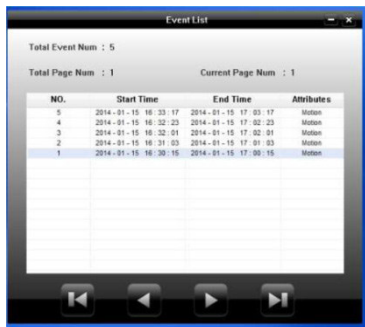 Event List
Total Event Num : 5
Total Page Num : 1 Current Page Num : 1
NO. Start Time End Time Attributes
5 2014 - 01 - 15 16 : 33 : 17 2014 - 01 - 15 17 : 03 : 17 Motion
4 2014 - 01 - 15 16 : 32 : 23 2014 - 01 - 15 17 : 02 : 23 Motion
3 2014 - 01 - 15 16 : 32 : 01 2014 - 01 - 15 17 : 02 : 01 Motion
2 2014 - 01 - 15 16 : 31 : 03 2014 - 01 - 15 17 : 01 : 03 Motion
1 2014 - 01 - 15 16 : 30 : 15 2014 - 01 - 15 17 : 00 : 15 Motion